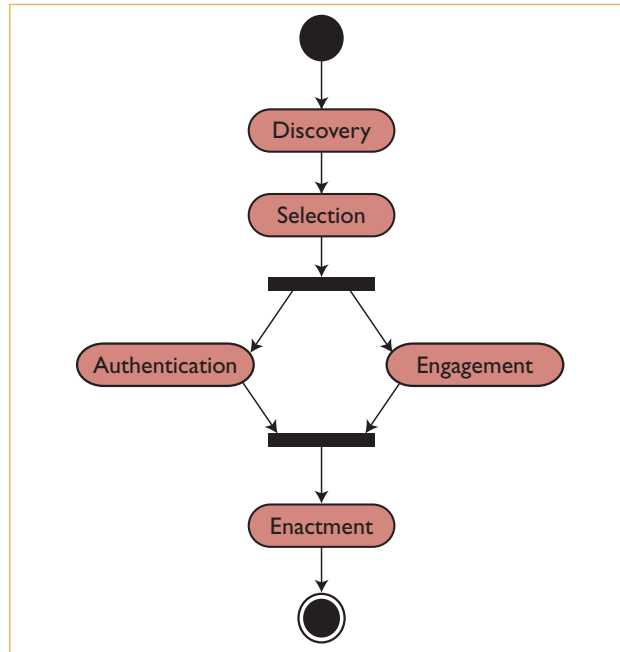 Discovery
Selection
Authentication
Engagement
Enactment